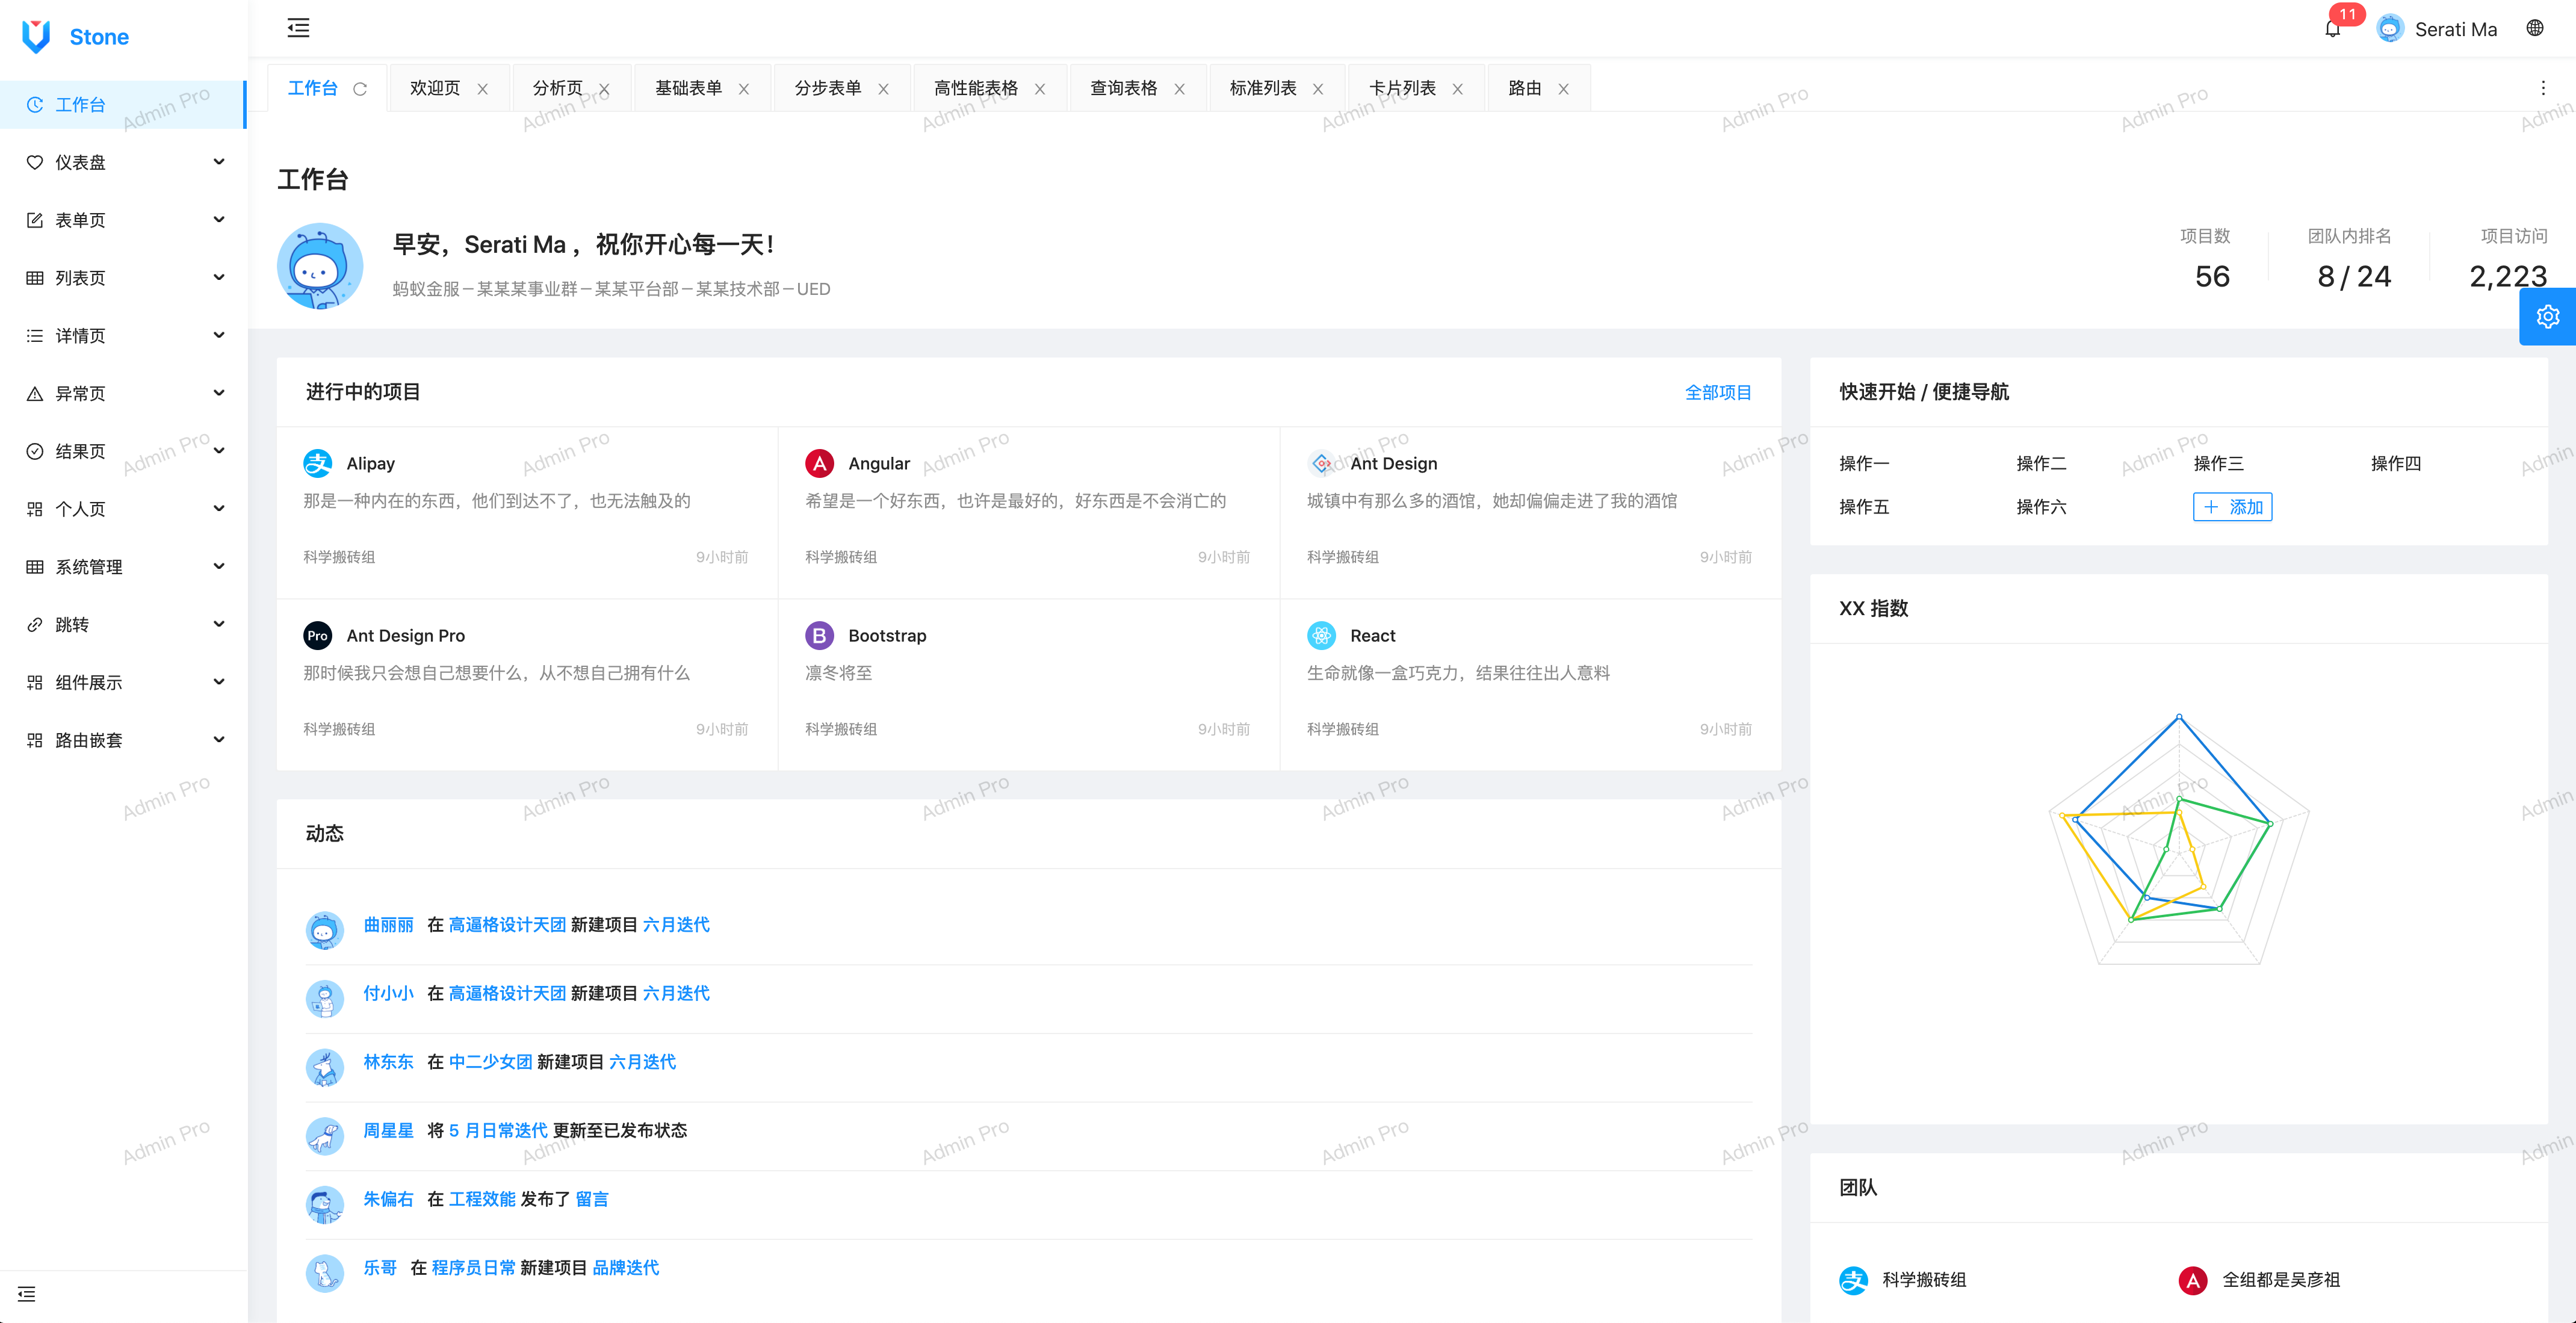 Stone
11
Serati Ma
工作台
仪表盘
表单页
列表页
详情页
异常页
结果页
个人页
系统管理
跳转
组件展示
路由嵌套
工作台 欢迎页 分析页 基础表单 分步表单 高性能表格 查询表格 标准列表 卡片列表 路由
工作台
早安，Serati Ma ，祝你开心每一天！
蚂蚁金服－某某某事业群－某某平台部－某某技术部－UED
项目数
56
团队内排名
8 / 24
项目访问
2,223
进行中的项目 全部项目
Alipay
那是一种内在的东西，他们到达不了，也无法触及的
科学搬砖组 9小时前
Angular
希望是一个好东西，也许是最好的，好东西是不会消亡的
科学搬砖组 9小时前
Ant Design
城镇中有那么多的酒馆，她却偏偏走进了我的酒馆
科学搬砖组 9小时前
Pro Ant Design Pro
那时候我只会想自己想要什么，从不想自己拥有什么
科学搬砖组 9小时前
B Bootstrap
凛冬将至
科学搬砖组 9小时前
React
生命就像一盒巧克力，结果往往出人意料
科学搬砖组 9小时前
动态
曲丽丽 在 高逼格设计天团 新建项目 六月迭代
付小小 在 高逼格设计天团 新建项目 六月迭代
林东东 在 中二少女团 新建项目 六月迭代
周星星 将 5 月日常迭代 更新至已发布状态
朱偏右 在 工程效能 发布了 留言
乐哥 在 程序员日常 新建项目 品牌迭代
快速开始 / 便捷导航
操作一 操作二 操作三 操作四
操作五 操作六 添加
XX 指数
团队
科学搬砖组 全组都是吴彦祖
Admin Pro